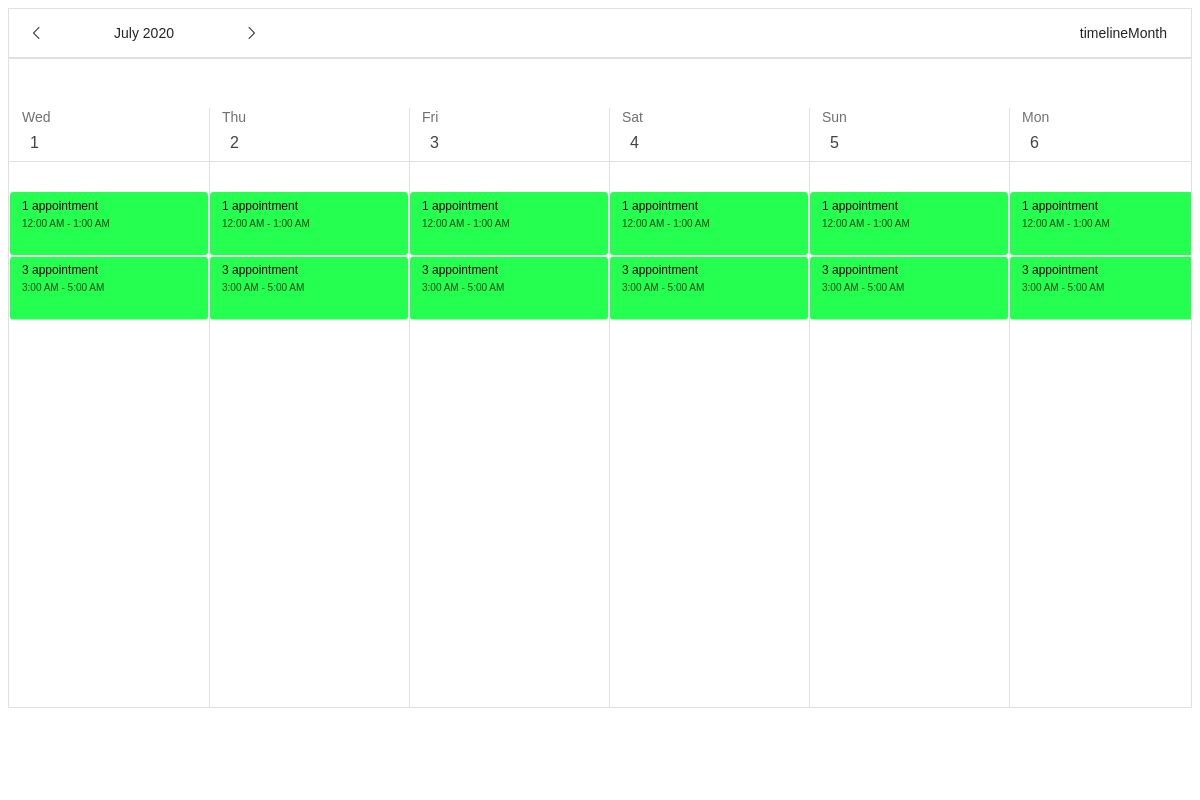 July 2020
timelineMonth
Wed Thu Fri Sat Sun Mon
1 2 3 4 5 6
1 appointment 1 appointment 1 appointment 1 appointment 1 appointment 1 appointment
12:00 AM - 1:00 AM 12:00 AM - 1:00 AM 12:00 AM - 1:00 AM 12:00 AM - 1:00 AM 12:00 AM - 1:00 AM 12:00 AM - 1:00 AM
3 appointment 3 appointment 3 appointment 3 appointment 3 appointment 3 appointment
3:00 AM - 5:00 AM 3:00 AM - 5:00 AM 3:00 AM - 5:00 AM 3:00 AM - 5:00 AM 3:00 AM - 5:00 AM 3:00 AM - 5:00 AM